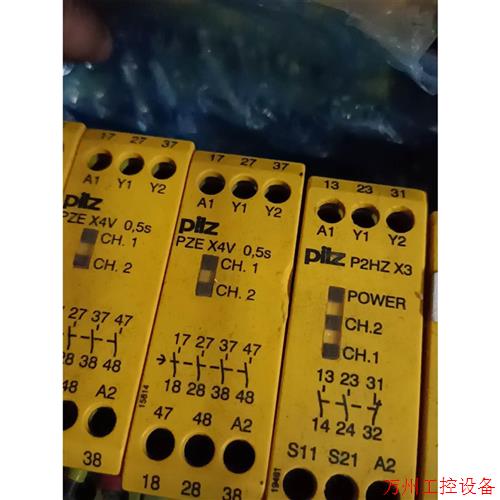 17 27 37
A1 Y1 Y2
pilz
PZE X4V 0,5s
CH. 1
CH. 2
27 37 47
28 38 48
48 A2
38
17 27 37
A1 Y1 Y2
pilz
PZE X4V 0,5s
CH. 1
CH. 2
17 27 37 47
18 28 38 48
15814
47 48 A2
18 28 38
13 23 31
A1 Y1 Y2
pilz P2HZ X3
POWER
CH.2
CH.1
13 23 31
14 24 32
19461
S11 S21 A2
万州工控设备